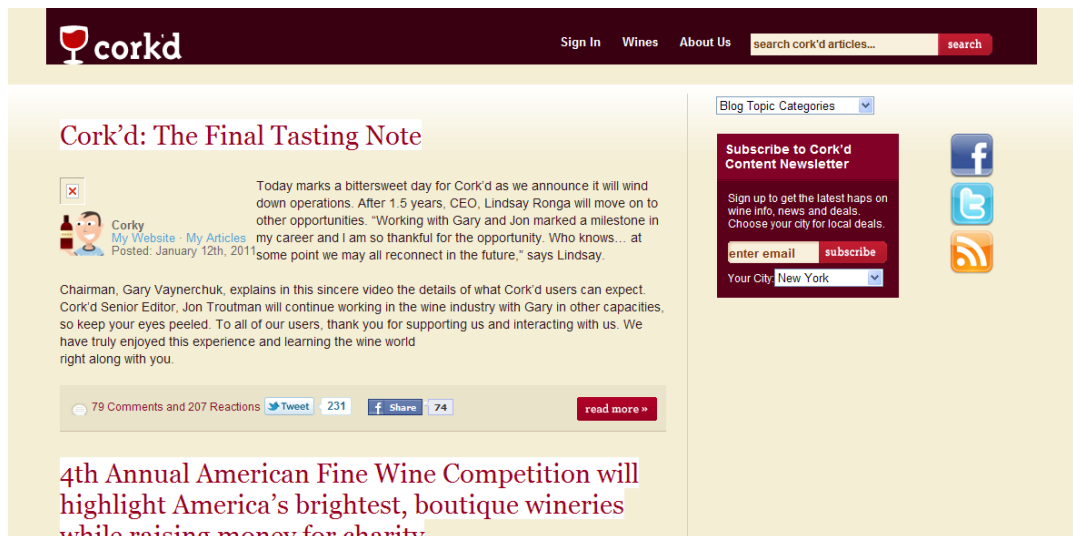 cork'd
Sign In Wines About Us search cork'd articles... search
Blog Topic Categories
Cork’d: The Final Tasting Note
Subscribe to Cork’d
Content Newsletter
Today marks a bittersweet day for Cork’d as we announce it will wind
down operations. After 1.5 years, CEO, Lindsay Ronga will move on to
other opportunities. “Working with Gary and Jon marked a milestone in
my career and I am so thankful for the opportunity. Who knows… at
some point we may all reconnect in the future,” says Lindsay.
Corky
My Website · My Articles
Posted: January 12th, 2011
Sign up to get the latest haps on
wine info, news and deals.
Choose your city for local deals.
enter email subscribe
Your City: New York
Chairman, Gary Vaynerchuk, explains in this sincere video the details of what Cork’d users can expect.
Cork’d Senior Editor, Jon Troutman will continue working in the wine industry with Gary in other capacities,
so keep your eyes peeled. To all of our users, thank you for supporting us and interacting with us. We
have truly enjoyed this experience and learning the wine world
right along with you.
79 Comments and 207 Reactions Tweet 231 f Share 74 read more »
4th Annual American Fine Wine Competition will
highlight America’s brightest, boutique wineries
while raising money for charity